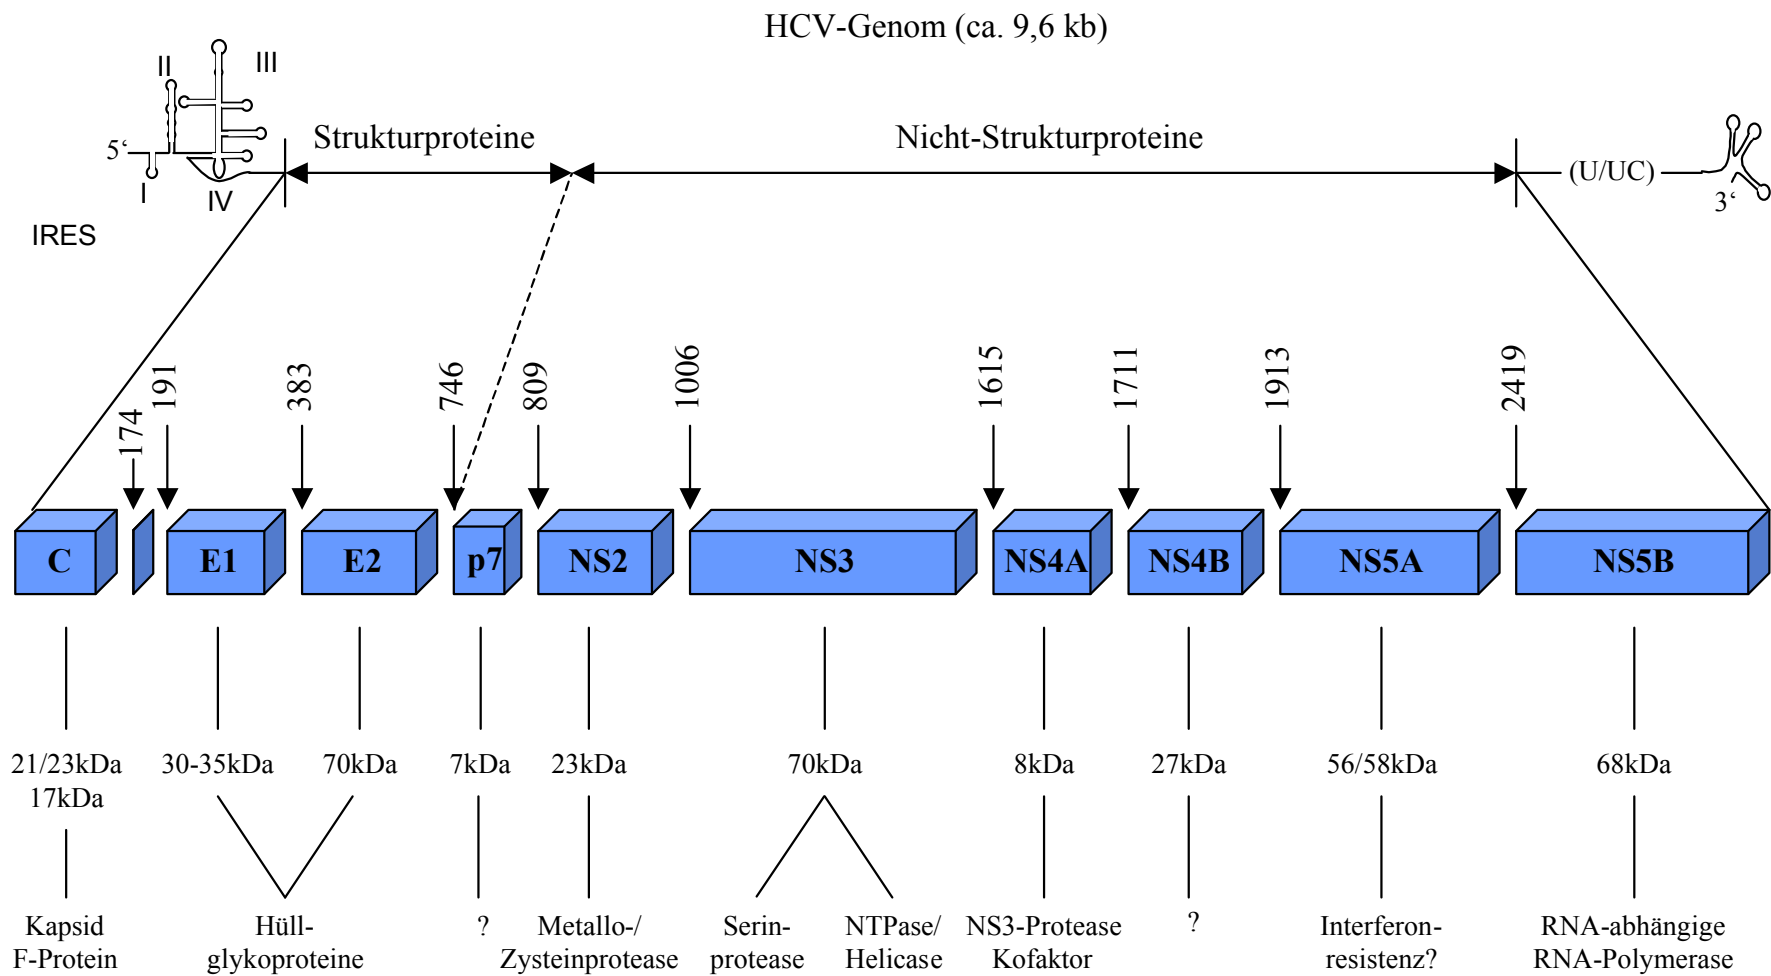 HCV-Genom (ca. 9,6 kb)
II
III
Strukturproteine
Nicht-Strukturproteine
5‘
(U/UC)
I
IV
3‘
IRES
174
191
383
746
809
1006
1615
1711
1913
2419
C
E1
E2
p7
NS2
NS3
NS4A
NS4B
NS5A
NS5B
21/23kDa
17kDa
30-35kDa
70kDa
7kDa
23kDa
70kDa
8kDa
27kDa
56/58kDa
68kDa
Kapsid
F-Protein
Hüll-
glykoproteine
?
Metallo-/
Zysteinprotease
Serin-
protease
NTPase/
Helicase
NS3-Protease
Kofaktor
?
Interferon-
resistenz?
RNA-abhängige
RNA-Polymerase